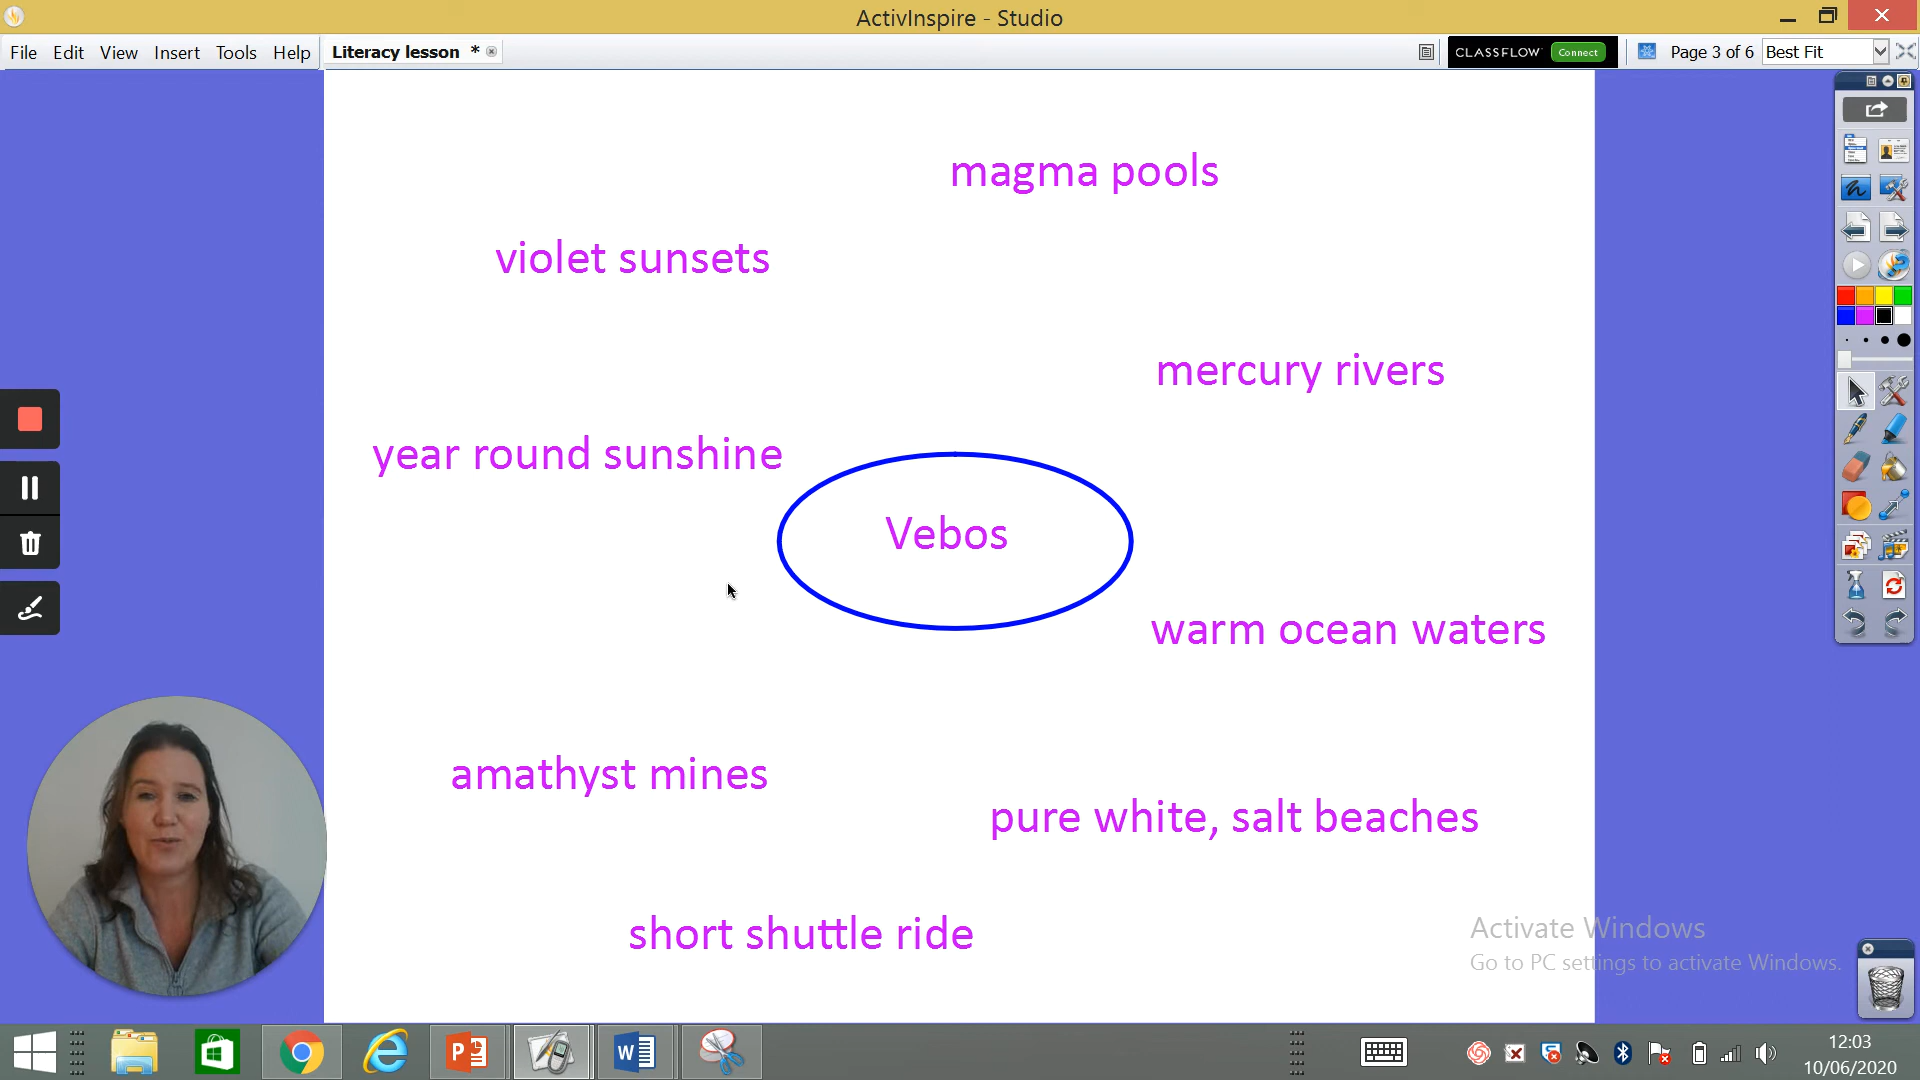 ActivInspire - Studio
File Edit View Insert Tools Help
Literacy lesson *
CLASSFLOW Connect
Page 3 of 6
Best Fit
magma pools
violet sunsets
mercury rivers
year round sunshine
Vebos
warm ocean waters
amathyst mines
pure white, salt beaches
short shuttle ride
Activate Windows
Go to PC settings to activate Windows.
12:03
10/06/2020